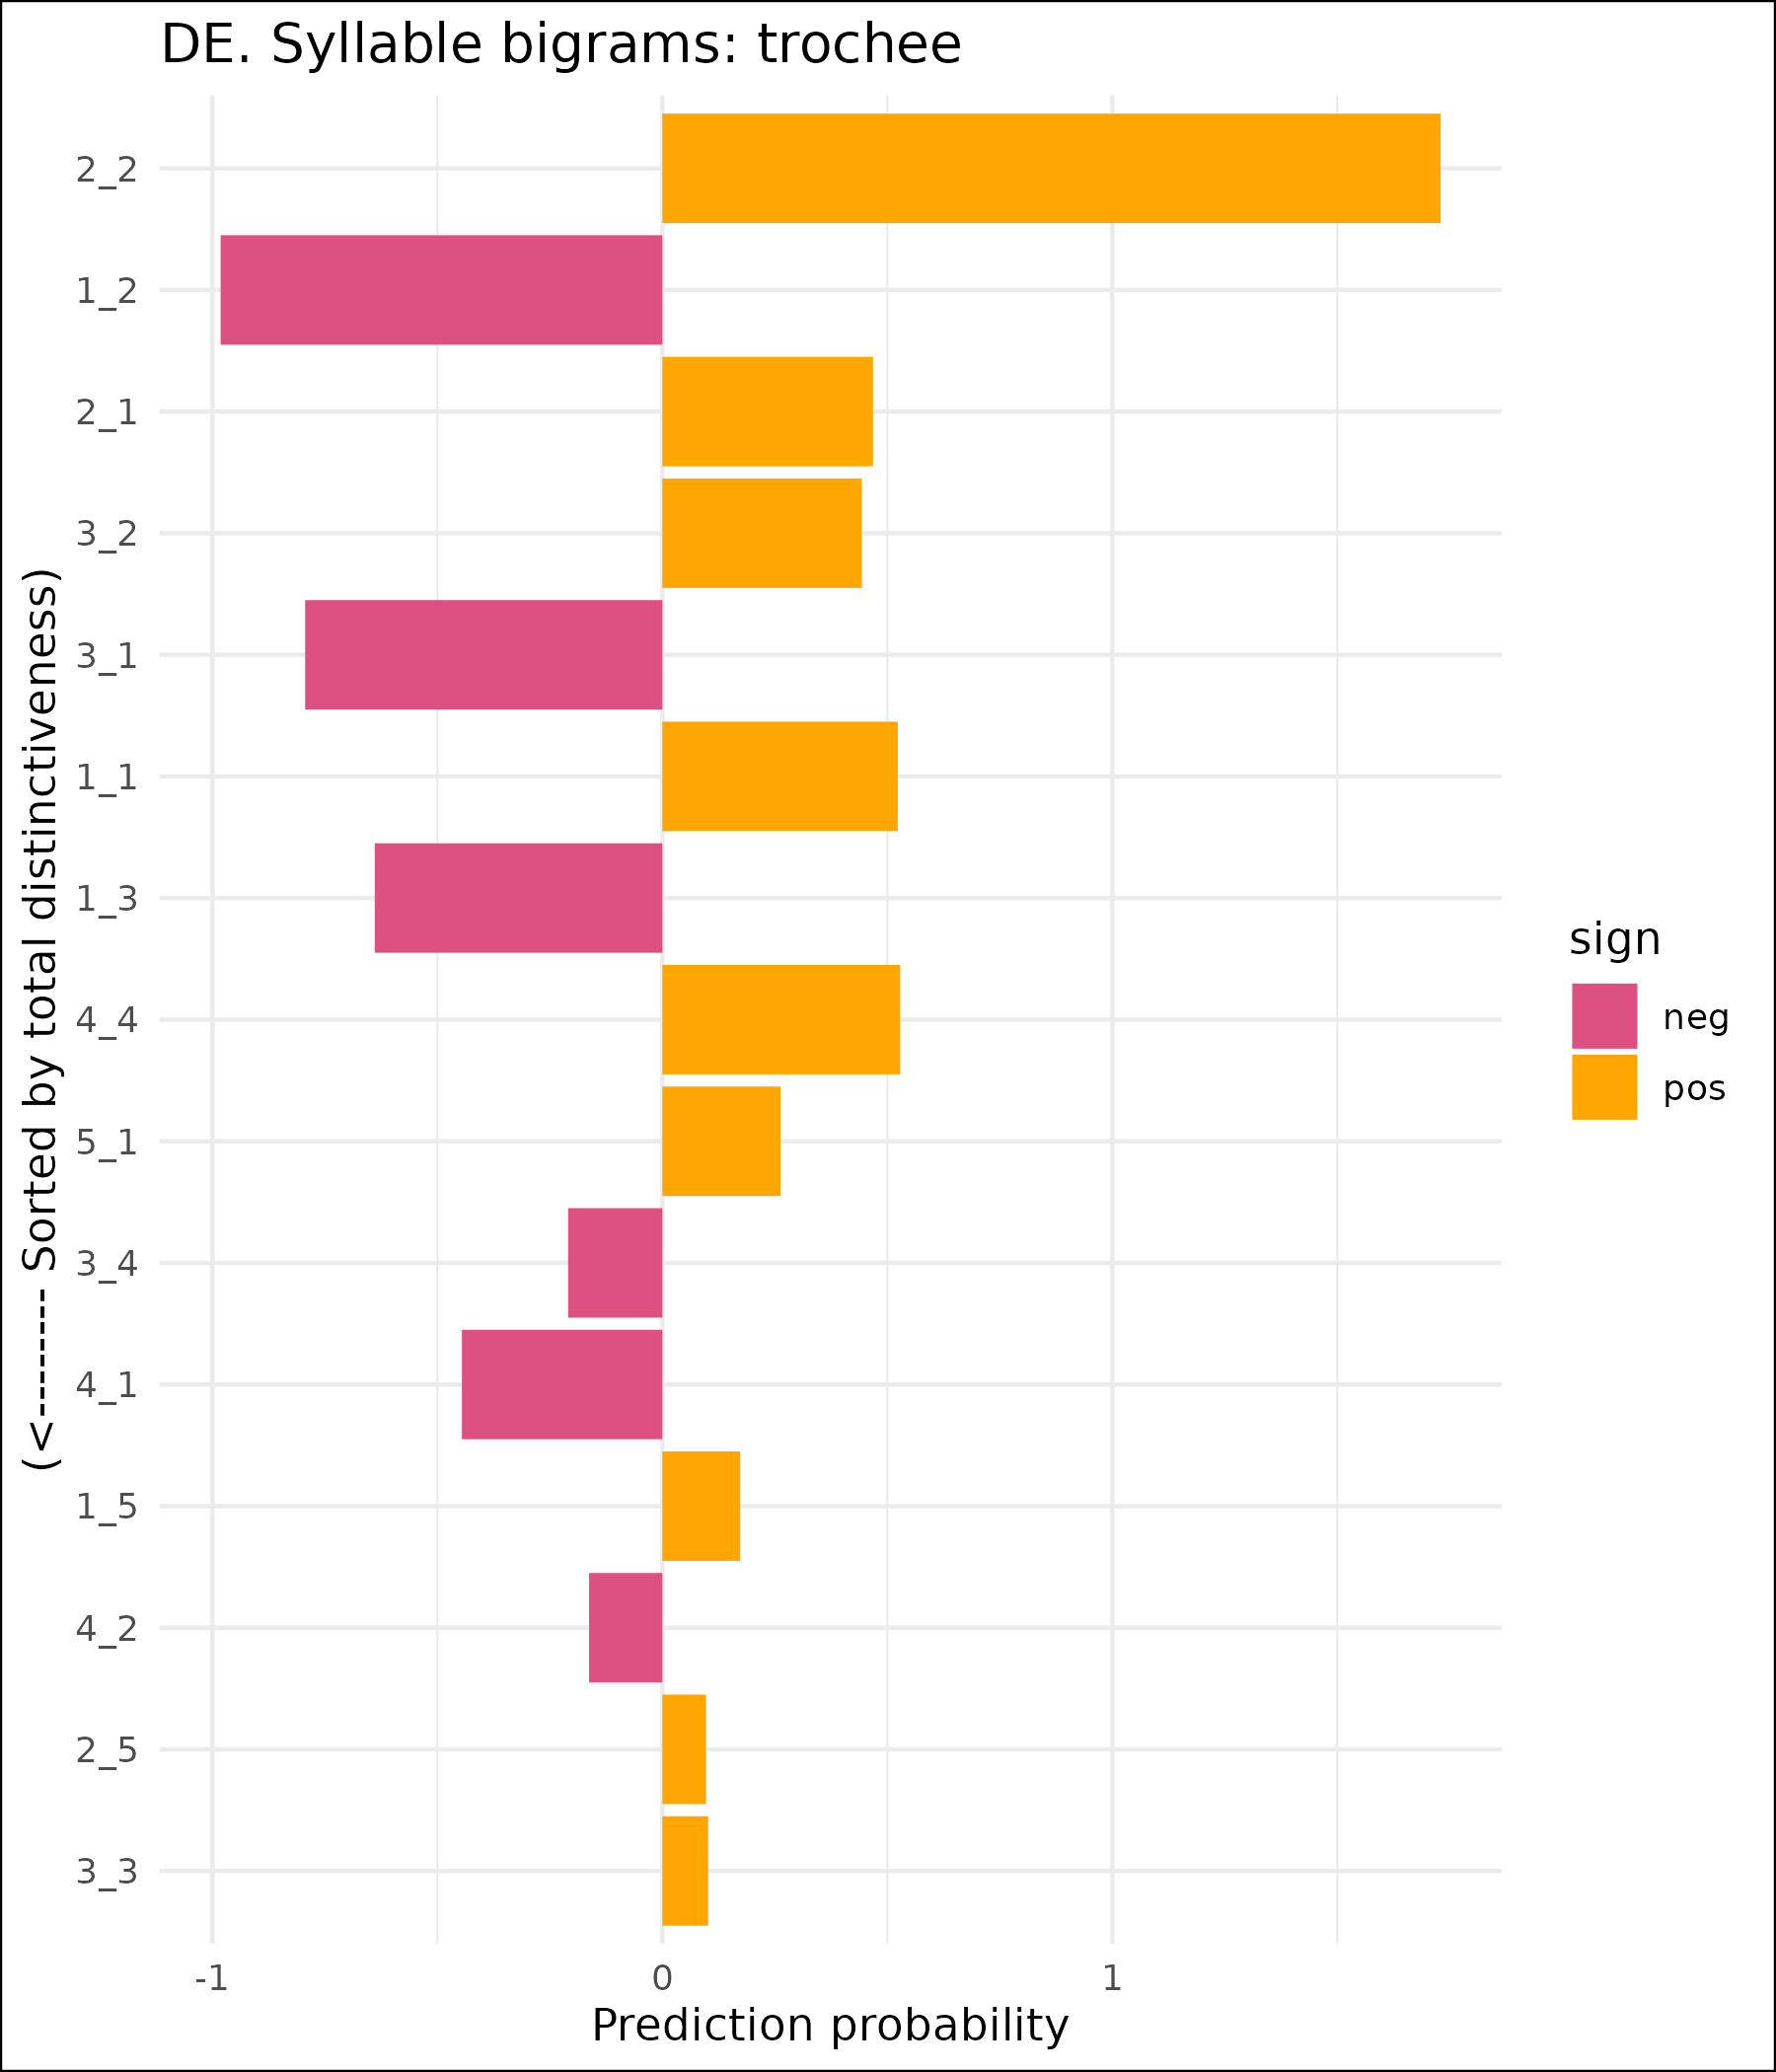 DE. Syllable bigrams: trochee
(<--------- Sorted by total distinctiveness)
2_2
1_2
2_1
3_2
3_1
1_1
1_3
4_4
5_1
3_4
4_1
1_5
4_2
2_5
3_3
-1 0 1
Prediction probability
sign
neg
pos